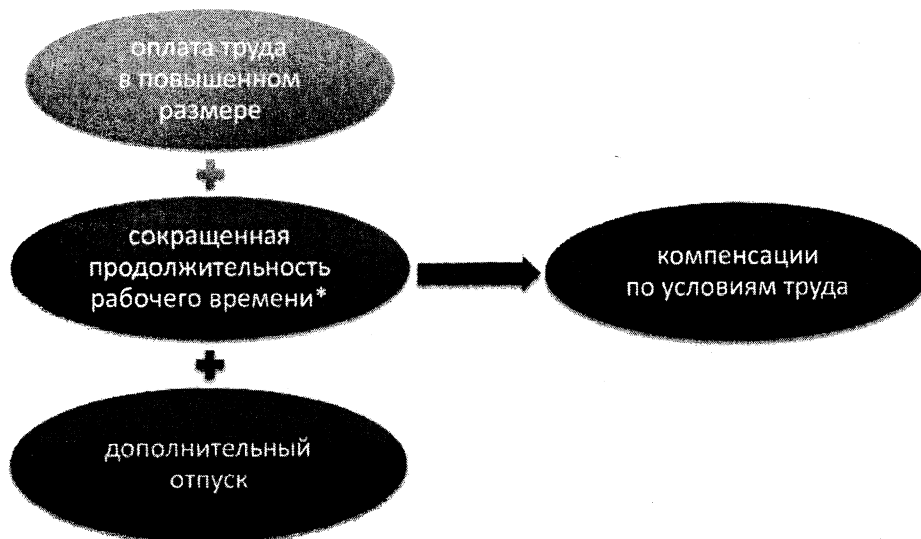 оплата труда
в повышенном
размере
+
сокращенная
продолжительность
рабочего времени*
+
дополнительный
отпуск
компенсации
по условиям труда